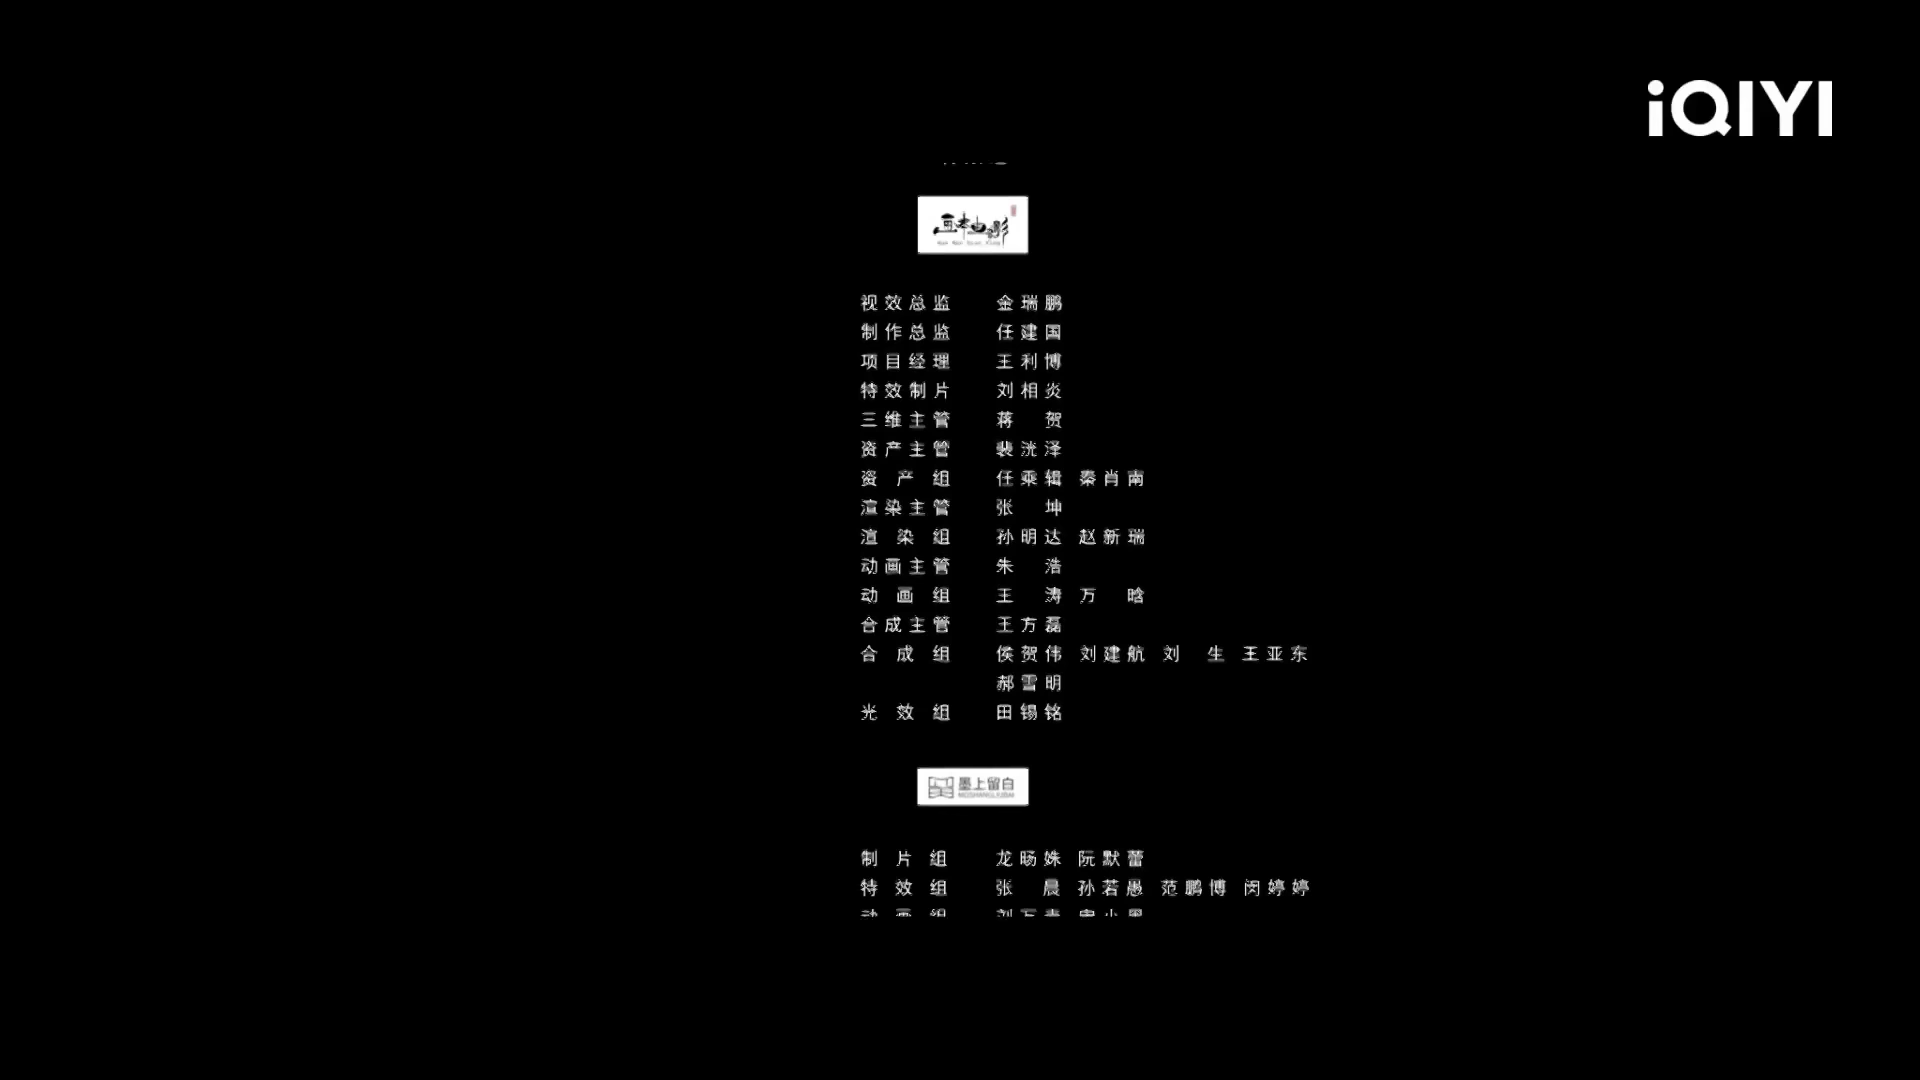 iQIYI
视效总监 金瑞鹏
制作总监 任建国
项目经理 王利博
特效制片 刘相炎
三维主管 蒋贺
资产主管 裴洸泽
资产组 任乘辑 秦肖南
渲染主管 张坤
渲染组 孙明达 赵新瑞
动画主管 朱浩
动画组 王涛 万晗
合成主管 王方磊
合成组 侯贺伟 刘建航 刘生 王亚东
郝雪明
光效组 田锡铭
墨上留白
MOSHANGLIUBAI
制片组 龙旸姝 阮默蕾
特效组 张晨 孙若愚 范鹏博 闵婷婷
动画组